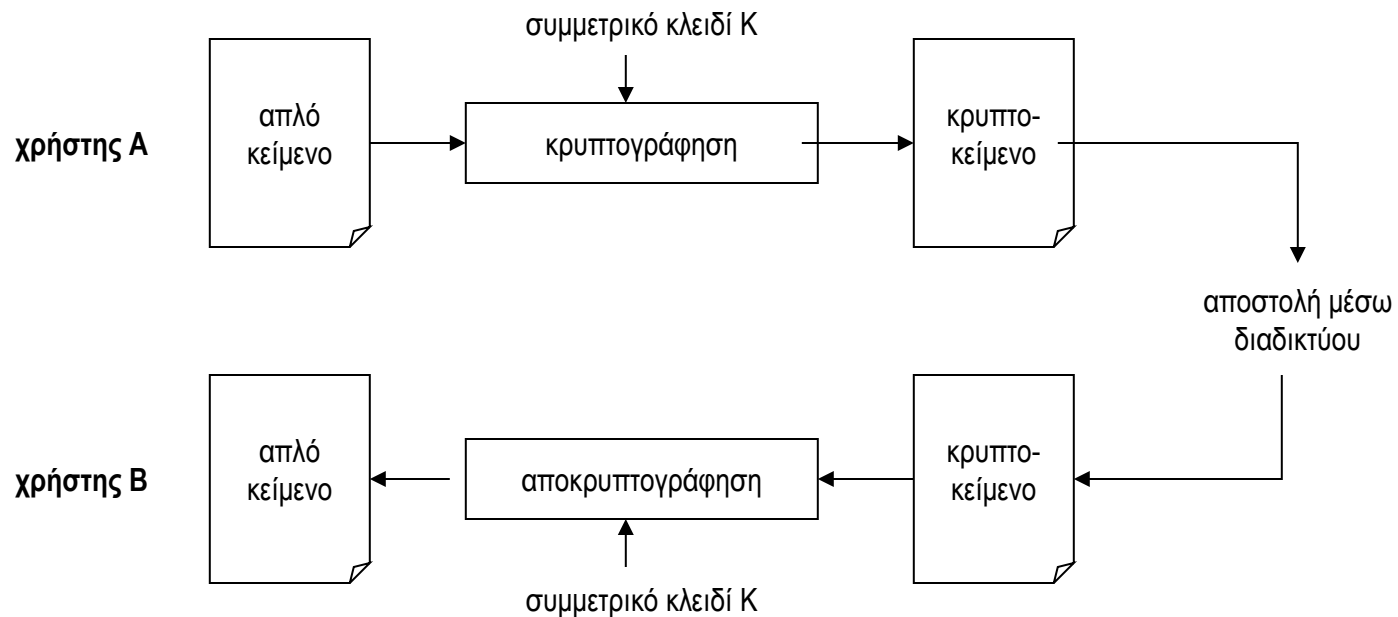 συμμετρικό κλειδί Κ
χρήστης Α
απλό
κείμενο
κρυπτογράφηση
κρυπτο-
κείμενο
αποστολή μέσω
διαδικτύου
χρήστης Β
απλό
κείμενο
αποκρυπτογράφηση
κρυπτο-
κείμενο
συμμετρικό κλειδί Κ